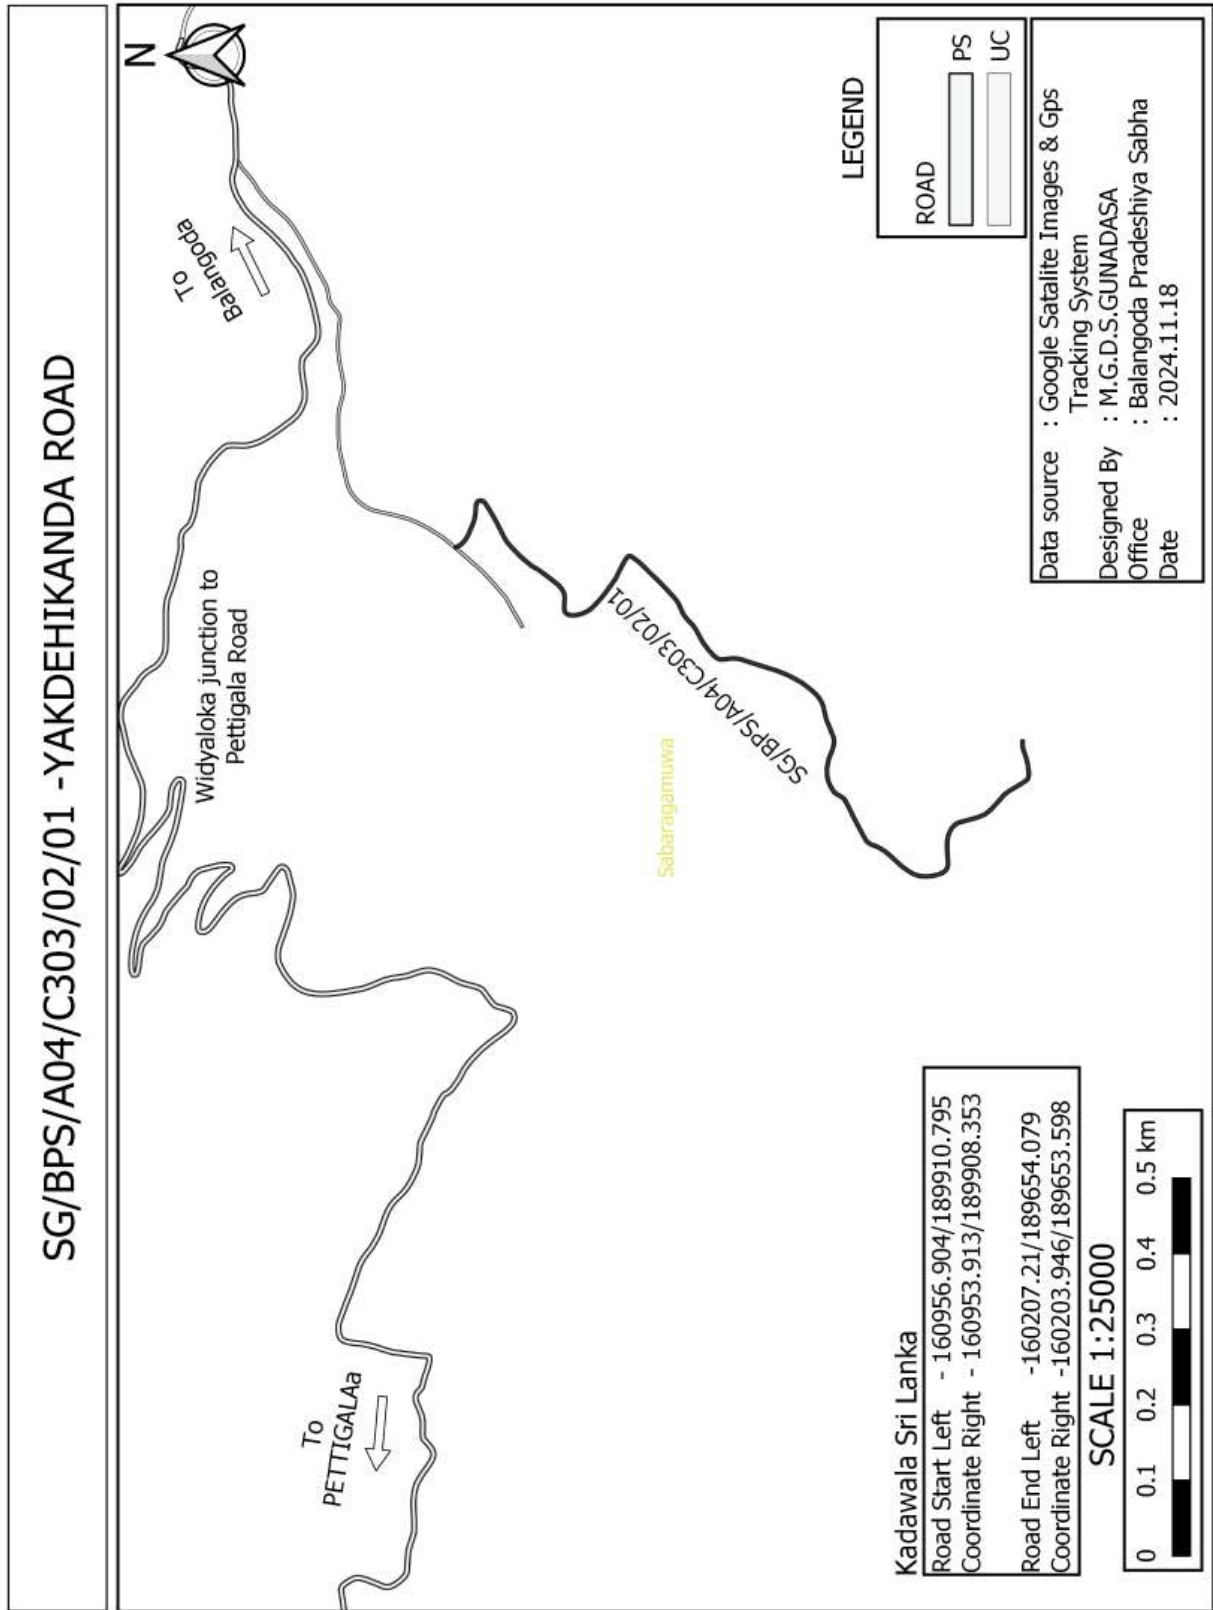 SG/BPS/A04/C303/02/01 -YAKDEHIKANDA ROAD
N
To
Balangoda
Widyaloka junction to
Pettigala Road
SG/BPS/A04/C303/02/01
Sabaragamuwa
To
PETTIGALAa
LEGEND
ROAD
PS
UC
Data source : Google Satalite Images & Gps
Tracking System
Designed By : M.G.D.S.GUNADASA
Office : Balangoda Pradeshiya Sabha
Date : 2024.11.18
Kadawala Sri Lanka
Road Start Left - 160956.904/189910.795
Coordinate Right - 160953.913/189908.353
Road End Left -160207.21/189654.079
Coordinate Right -160203.946/189653.598
SCALE 1:25000
0 0.1 0.2 0.3 0.4 0.5 km